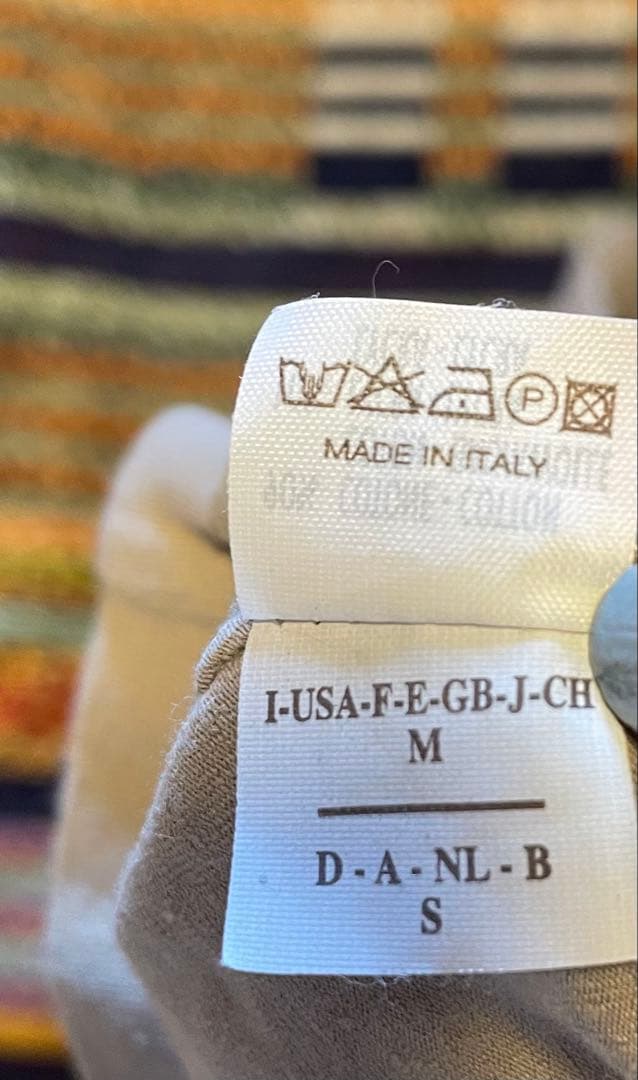 P
MADE IN ITALY
I-USA-F-E-GB-J-CH
M
D - A - NL - B
S